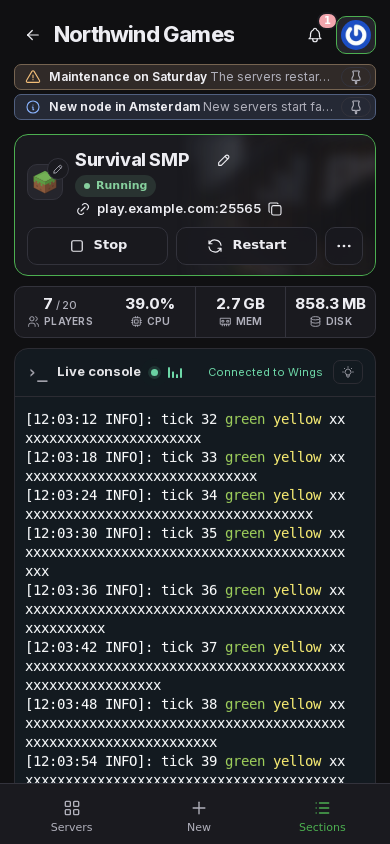 Northwind Games
1
Maintenance on Saturday The servers restar...
New node in Amsterdam New servers start fa...
Survival SMP
Running
play.example.com:25565
Stop
Restart
7 / 20
PLAYERS
39.0%
CPU
2.7 GB
MEM
858.3 MB
DISK
Live console
Connected to Wings
[12:03:12 INFO]: tick 32 green yellow xx
xxxxxxxxxxxxxxxxxxxxxx
[12:03:18 INFO]: tick 33 green yellow xx
xxxxxxxxxxxxxxxxxxxxxxxxxxxxx
[12:03:24 INFO]: tick 34 green yellow xx
xxxxxxxxxxxxxxxxxxxxxxxxxxxxxxxxxxxx
[12:03:30 INFO]: tick 35 green yellow xx
xxxxxxxxxxxxxxxxxxxxxxxxxxxxxxxxxxxxxxxx
xxx
[12:03:36 INFO]: tick 36 green yellow xx
xxxxxxxxxxxxxxxxxxxxxxxxxxxxxxxxxxxxxxxx
xxxxxxxxxx
[12:03:42 INFO]: tick 37 green yellow xx
xxxxxxxxxxxxxxxxxxxxxxxxxxxxxxxxxxxxxxxx
xxxxxxxxxxxxxxxxx
[12:03:48 INFO]: tick 38 green yellow xx
xxxxxxxxxxxxxxxxxxxxxxxxxxxxxxxxxxxxxxxx
xxxxxxxxxxxxxxxxxxxxxxxx
[12:03:54 INFO]: tick 39 green yellow xx
xxxxxxxxxxxxxxxxxxxxxxxxxxxxxxxxxxxxxxxx
Servers
New
Sections